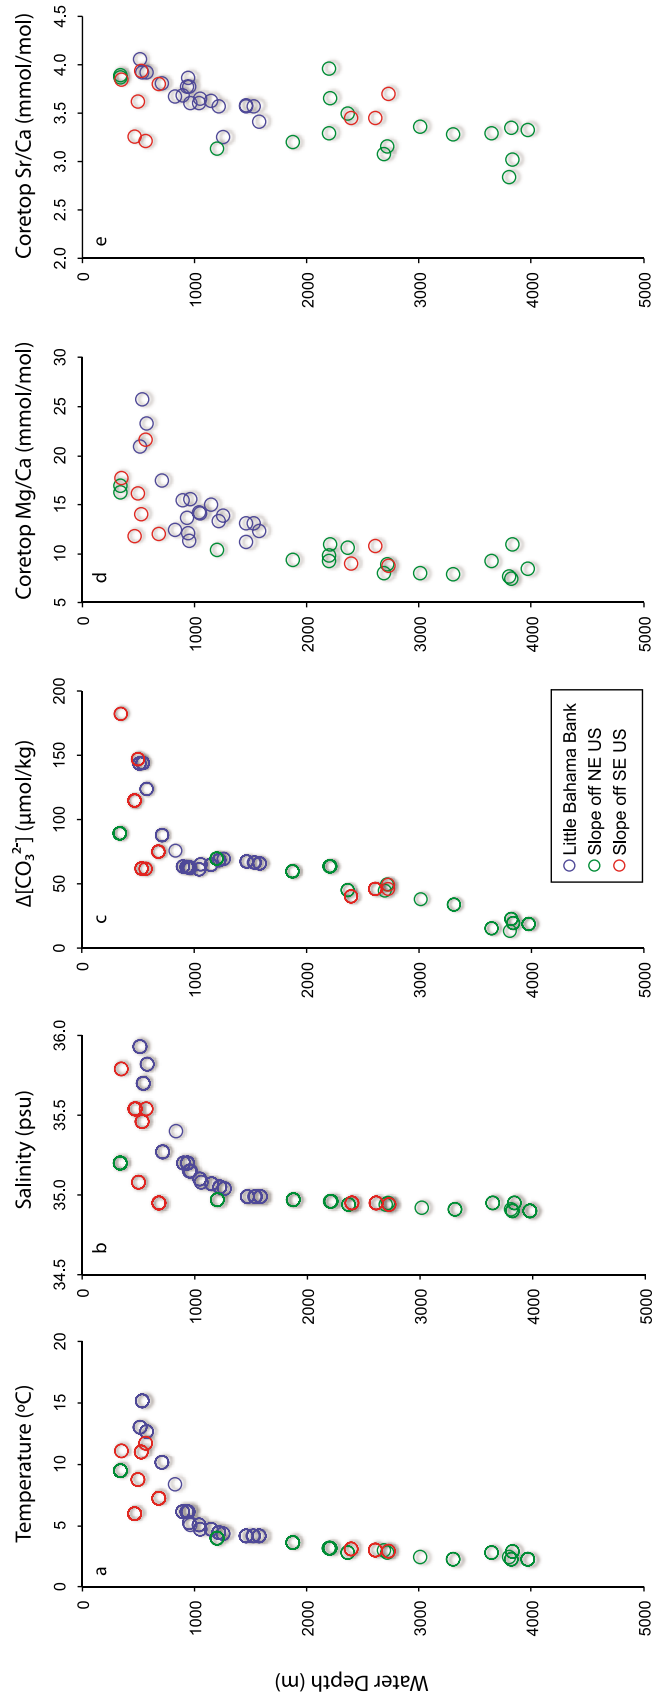 Water Depth (m)
Temperature (ºC)
0 5 10 15 20
0
1000
2000
3000
4000
5000
a
Salinity (psu)
34.5 35.0 35.5 36.0
0
1000
2000
3000
4000
5000
b
Δ[CO₃²⁻] (μmol/kg)
0 50 100 150 200
0
1000
2000
3000
4000
5000
c
Little Bahama Bank
Slope off NE US
Slope off SE US
Coretop Mg/Ca (mmol/mol)
5 10 15 20 25 30
0
1000
2000
3000
4000
5000
d
Coretop Sr/Ca (mmol/mol)
2.0 2.5 3.0 3.5 4.0 4.5
0
1000
2000
3000
4000
5000
e